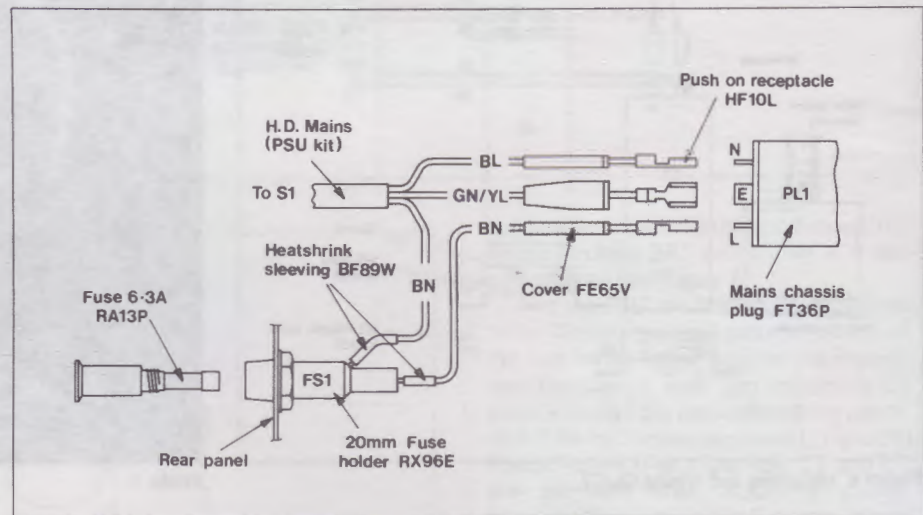 Push on receptacle
HF10L
H.D. Mains
(PSU kit)
To S1
BL
GN/YL
BN
N
E
L
PL1
Heatshrink
sleeving BF89W
BN
Cover FE65V
Mains chassis
plug FT36P
Fuse 6·3A
RA13P
FS1
Rear panel
20mm Fuse
holder RX96E